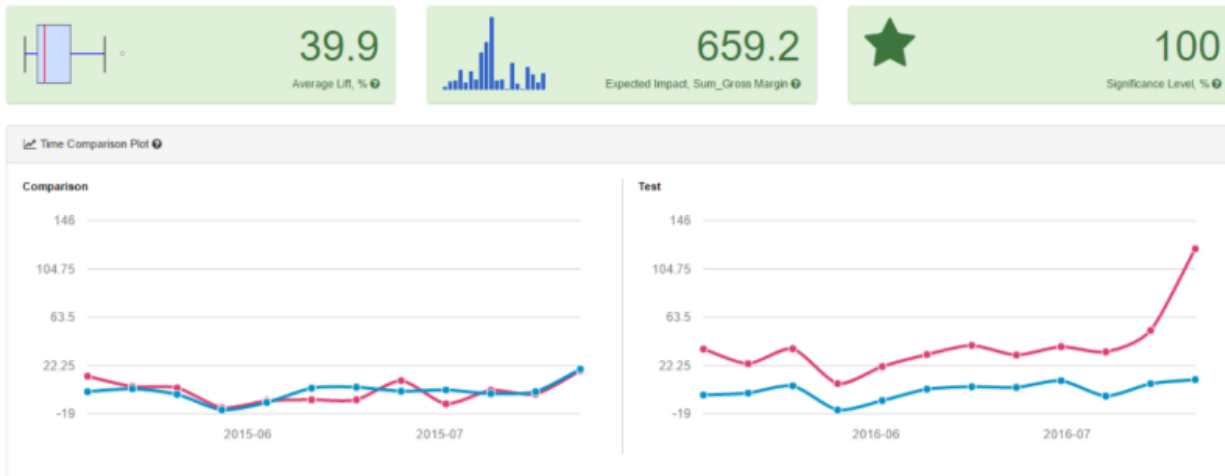 39.9
Average Lift, %
659.2
Expected Impact, Sum_Gross Margin
100
Significance Level, %
Time Comparison Plot
Comparison
146
104.75
63.5
22.25
-19
2015-06 2015-07
Test
146
104.75
63.5
22.25
-19
2016-06 2016-07